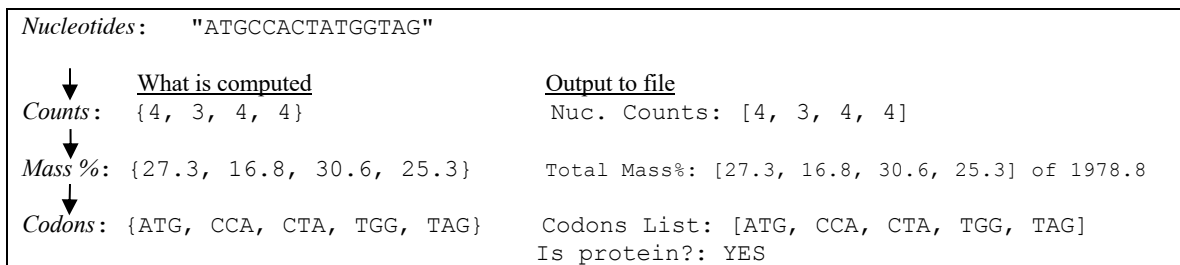 Nucleotides: "ATGCCACTATGGTAG"
What is computed Output to file
Counts: {4, 3, 4, 4} Nuc. Counts: [4, 3, 4, 4]
Mass %: {27.3, 16.8, 30.6, 25.3} Total Mass%: [27.3, 16.8, 30.6, 25.3] of 1978.8
Codons: {ATG, CCA, CTA, TGG, TAG} Codons List: [ATG, CCA, CTA, TGG, TAG]
Is protein?: YES